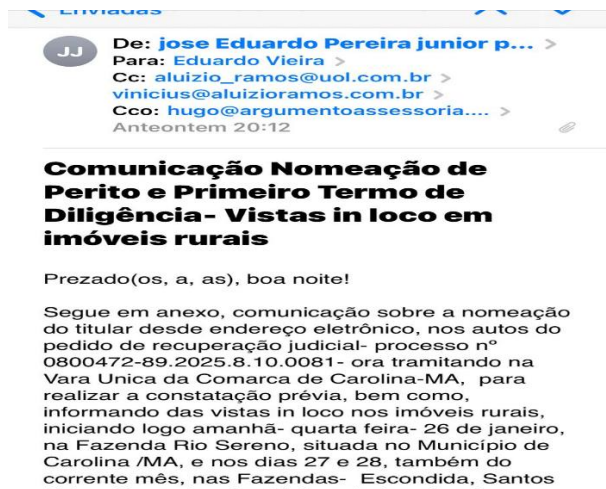 Enviadas
JJ
De: jose Eduardo Pereira junior p... >
Para: Eduardo Vieira >
Cc: aluizio_ramos@uol.com.br >
vinicius@aluizioramos.com.br >
Cco: hugo@argumentoassessoria.... >
Anteontem 20:12
Comunicação Nomeação de
Perito e Primeiro Termo de
Diligência- Vistas in loco em
imóveis rurais
Prezado(os, a, as), boa noite!
Segue em anexo, comunicação sobre a nomeação
do titular desde endereço eletrônico, nos autos do
pedido de recuperação judicial- processo nº
0800472-89.2025.8.10.0081- ora tramitando na
Vara Unica da Comarca de Carolina-MA, para
realizar a constatação prévia, bem como,
informando das vistas in loco nos imóveis rurais,
iniciando logo amanhã- quarta feira- 26 de janeiro,
na Fazenda Rio Sereno, situada no Município de
Carolina /MA, e nos dias 27 e 28, também do
corrente mês, nas Fazendas- Escondida, Santos